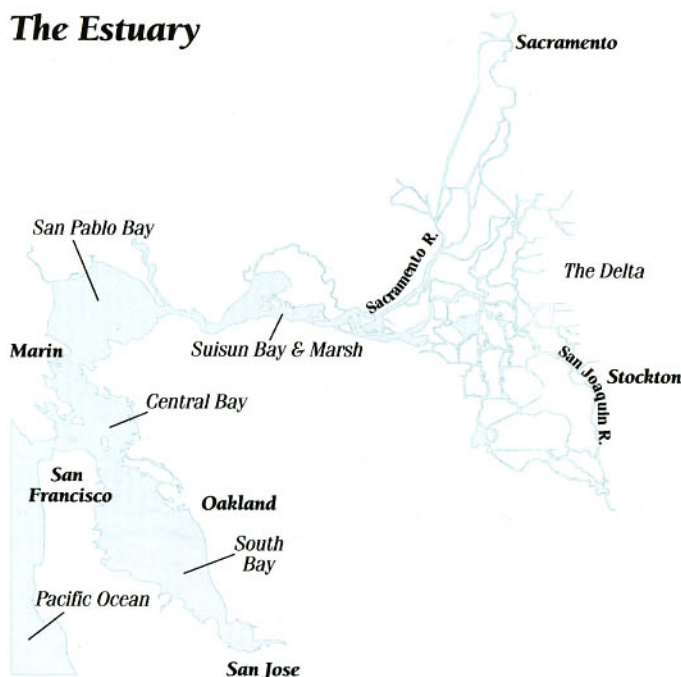 The Estuary
Sacramento
San Pablo Bay
Sacramento R.
The Delta
Marin
Suisun Bay & Marsh
San Joaquin R.
Stockton
Central Bay
San
Francisco
Oakland
South
Bay
Pacific Ocean
San Jose